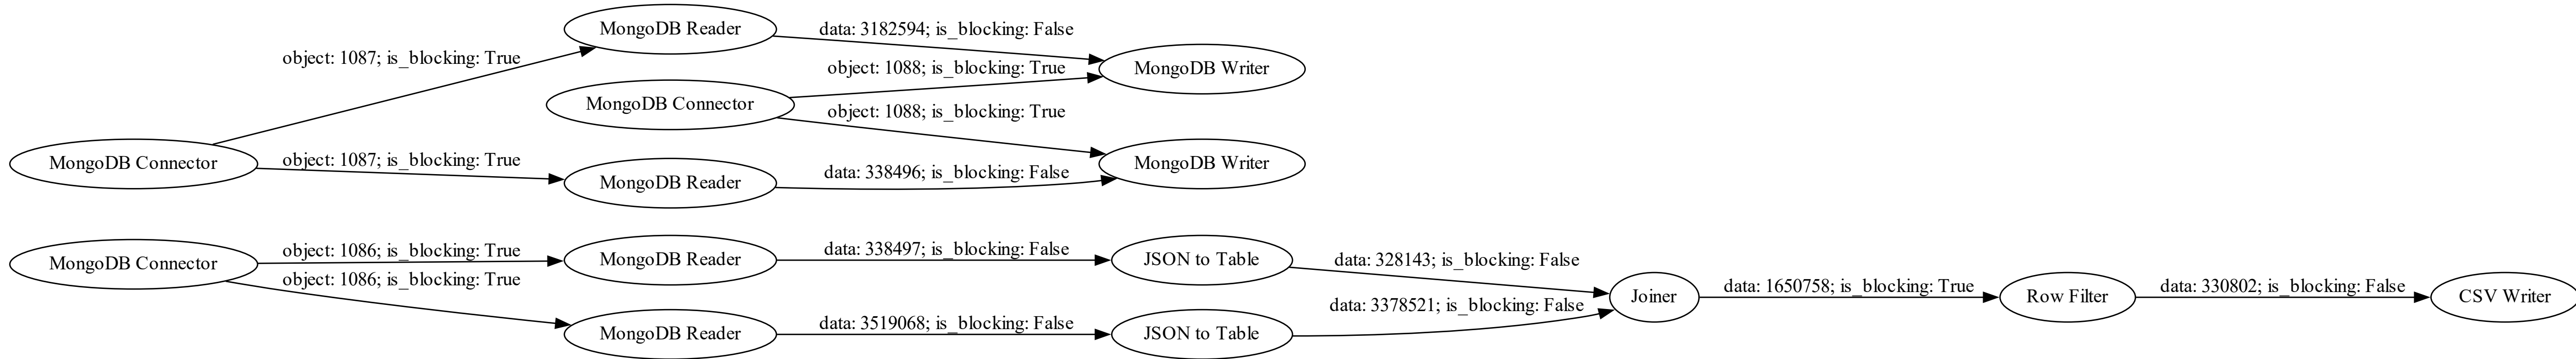 MongoDB Reader
data: 3182594; is_blocking: False
object: 1087; is_blocking: True
MongoDB Writer
object: 1088; is_blocking: True
MongoDB Connector
object: 1088; is_blocking: True
MongoDB Connector
object: 1087; is_blocking: True
MongoDB Writer
MongoDB Reader
data: 338496; is_blocking: False
MongoDB Connector
object: 1086; is_blocking: True
MongoDB Reader
data: 338497; is_blocking: False
JSON to Table
data: 328143; is_blocking: False
object: 1086; is_blocking: True
MongoDB Reader
data: 3519068; is_blocking: False
JSON to Table
data: 3378521; is_blocking: False
Joiner
data: 1650758; is_blocking: True
Row Filter
data: 330802; is_blocking: False
CSV Writer